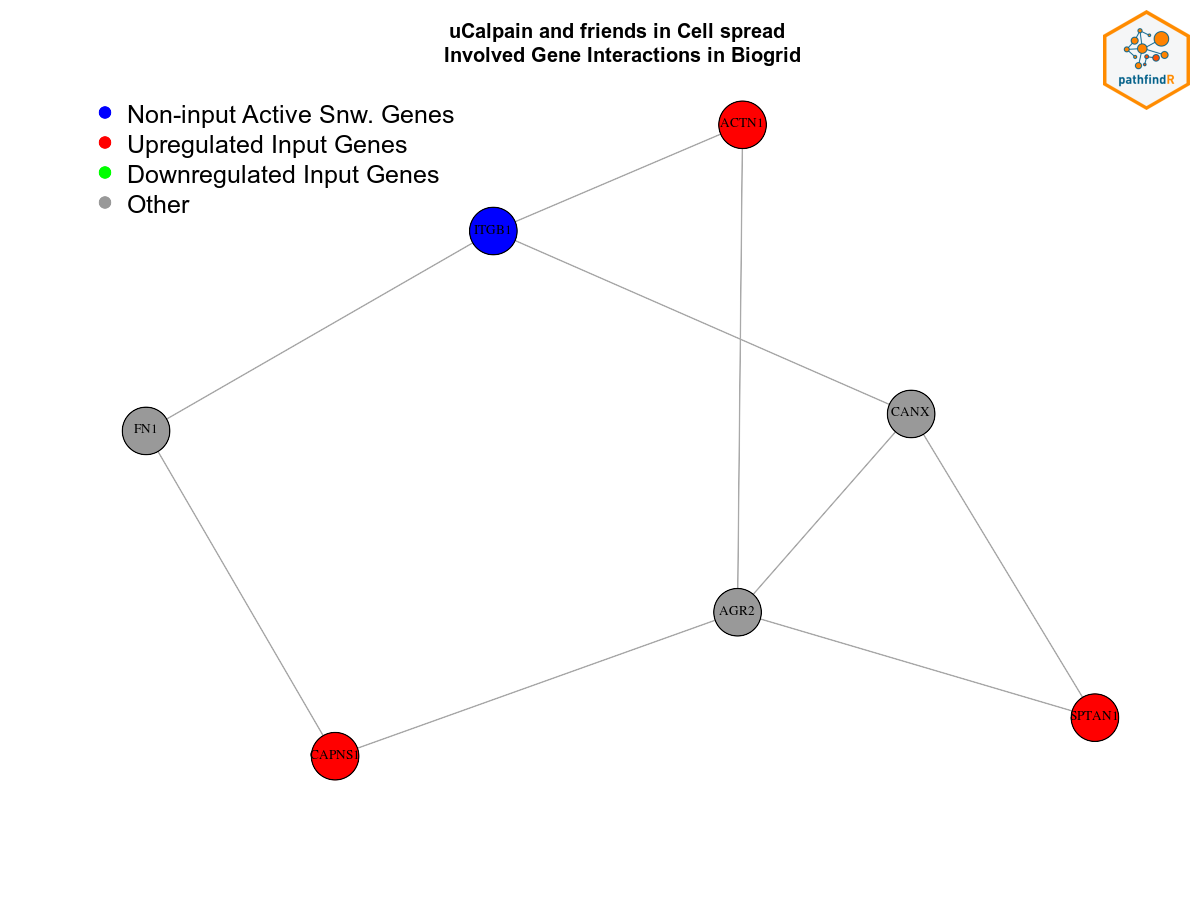 uCalpain and friends in Cell spread
Involved Gene Interactions in Biogrid
pathfindR
Non-input Active Snw. Genes
Upregulated Input Genes
Downregulated Input Genes
Other
ACTN1
ITGB1
CANX
FN1
AGR2
SPTAN1
CAPNS1